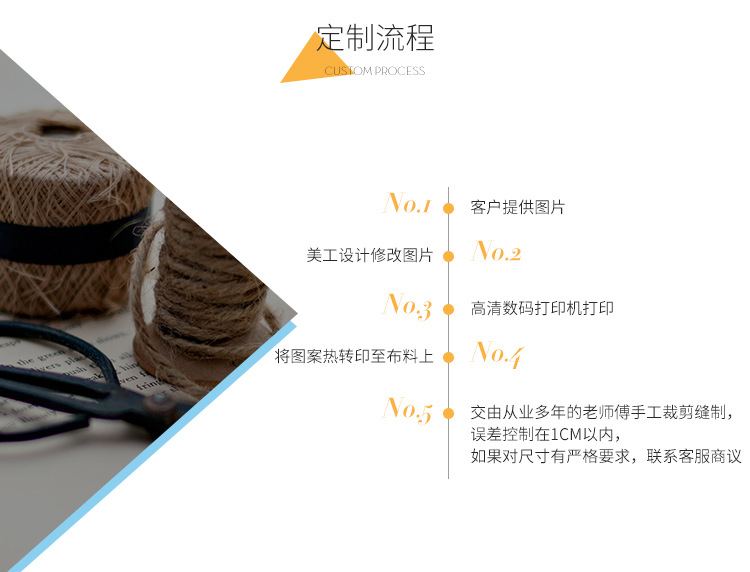 定制流程
CUSTOM PROCESS
No.1
客户提供图片
美工设计修改图片
No.2
No.3
高清数码打印机打印
将图案热转印至布料上
No.4
No.5
交由从业多年的老师傅手工裁剪缝制，
误差控制在1CM以内，
如果对尺寸有严格要求，联系客服商议